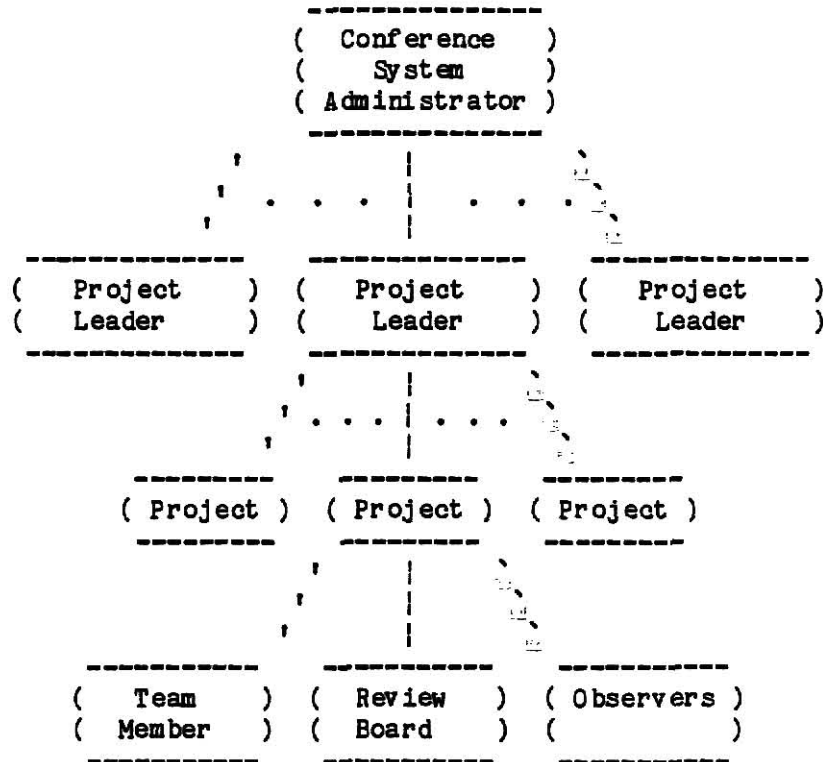 ( Conference )
( System )
( Administrator )
( Project ) ( Project ) ( Project )
( Leader ) ( Leader ) ( Leader )
( Project ) ( Project ) ( Project )
( Team ) ( Review ) ( Observers )
( Member ) ( Board ) ( )